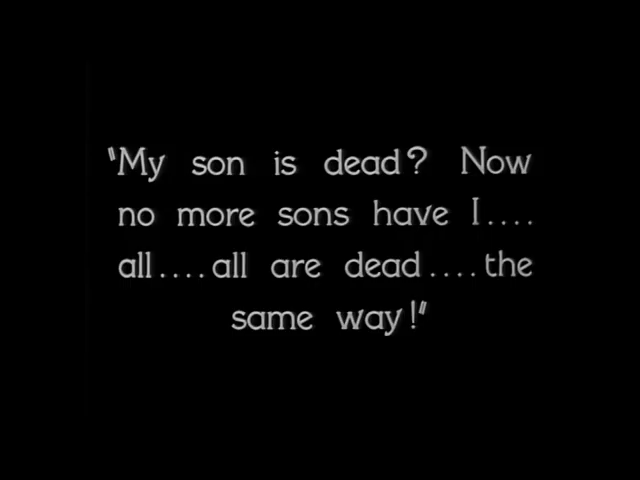 "My son is dead? Now
no more sons have I....
all....all are dead....the
same way!"